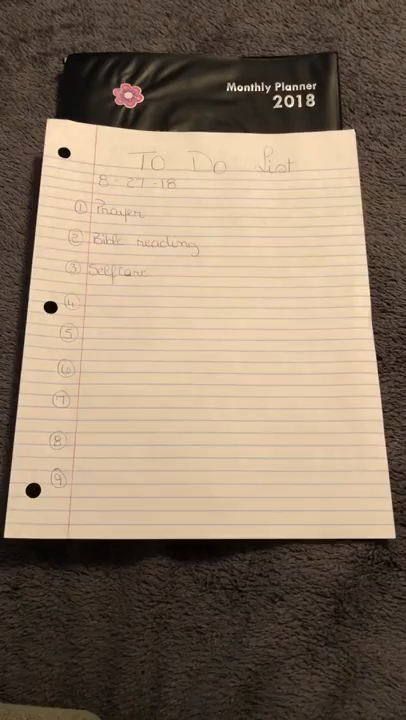 Monthly Planner
2018
To Do List
8-27-18
① Prayer
② Bible reading
③ Selfcare
④
⑤
⑥
⑦
⑧
⑨